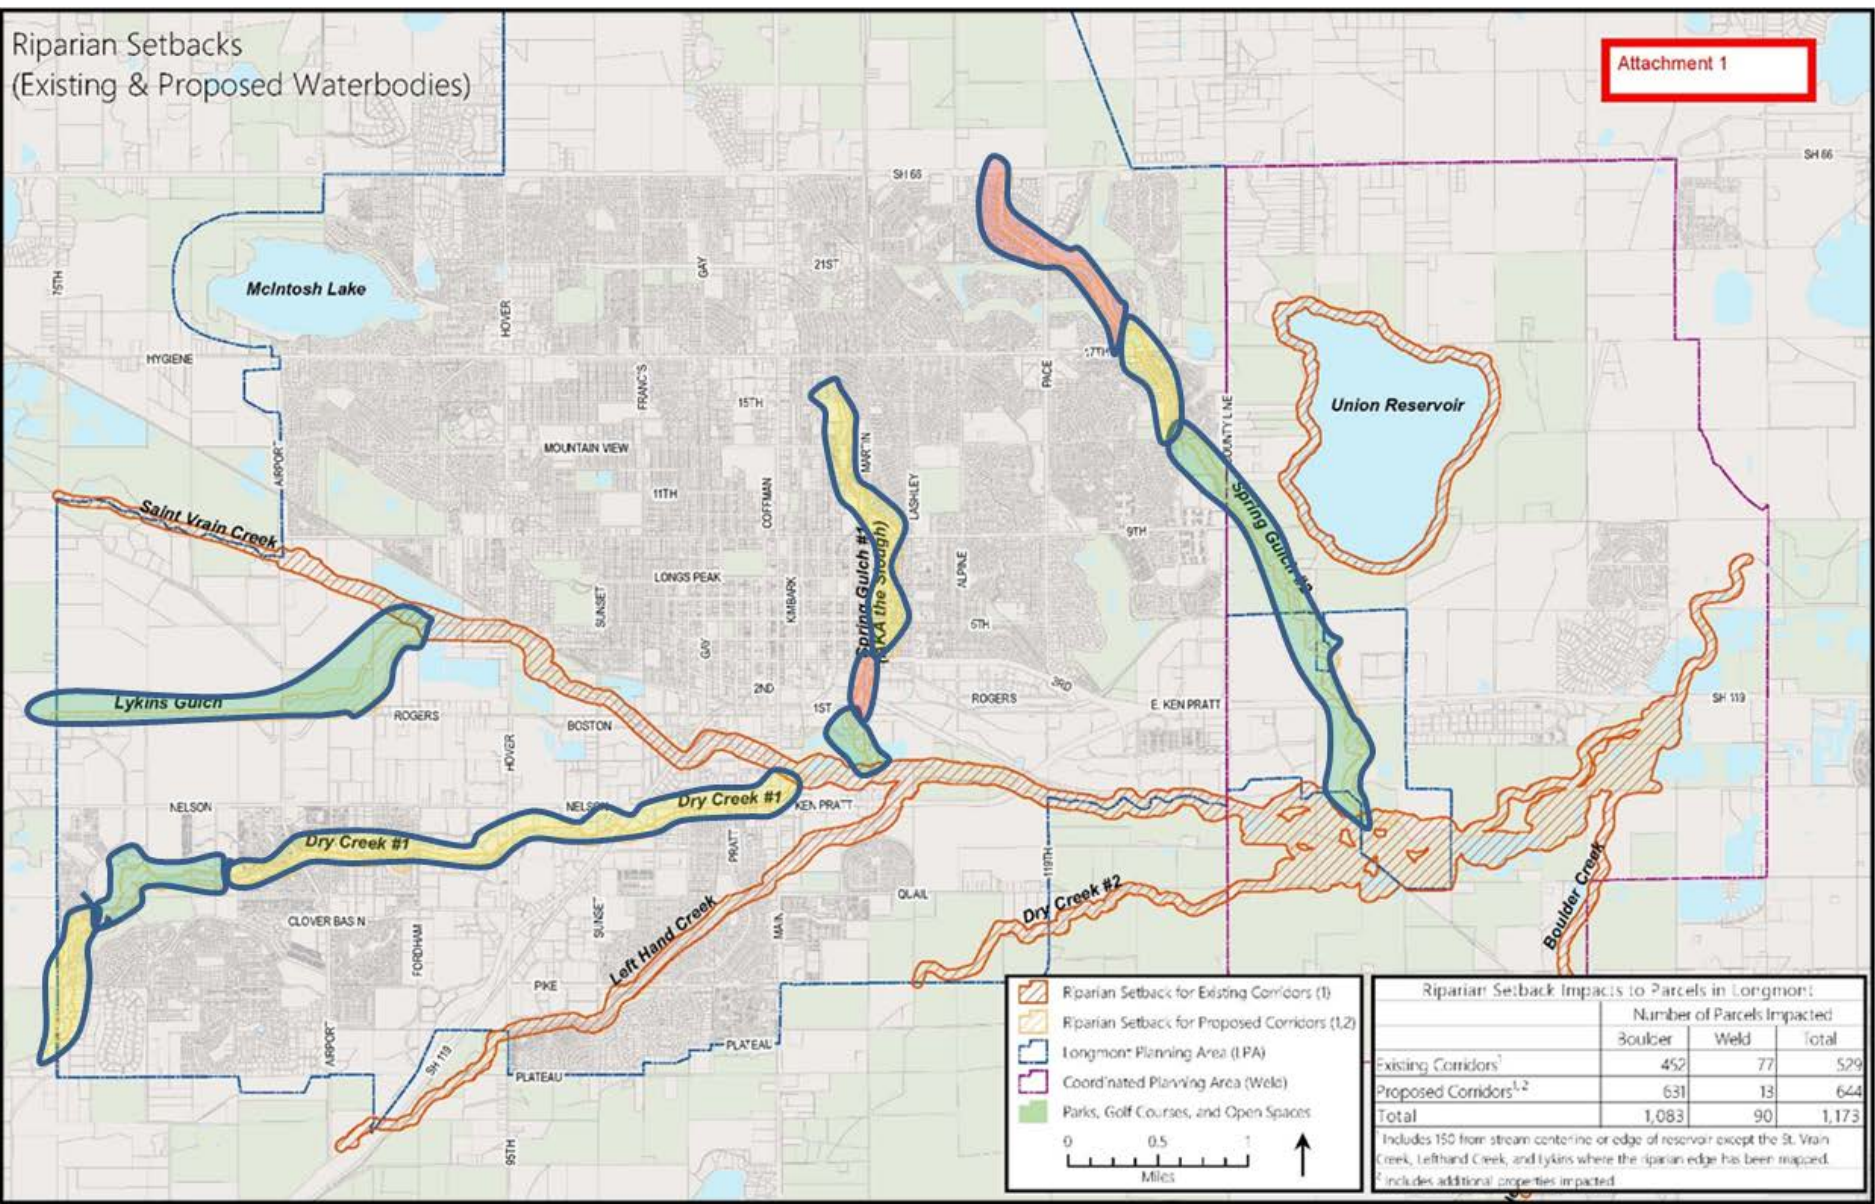 Riparian Setbacks
(Existing & Proposed Waterbodies)
Attachment 1
SH 66
SH 66
75TH
McIntosh Lake
HOVER
GAY
21ST
HYGIENE
17TH
PACE
COUNTY LINE
Union Reservoir
FRANCIS
15TH
MARTIN
MOUNTAIN VIEW
AIRPORT
11TH
COFFMAN
LASHLEY
Saint Vrain Creek
9TH
Spring Gulch #2
Spring Gulch #1
(AKA the Slough)
LONGS PEAK
SUNSET
KIMBARK
ALPINE
GAY
5TH
2ND
3RD
ROGERS
E. KEN PRATT
SH 119
Lykins Gulch
ROGERS
1ST
BOSTON
HOVER
NELSON
NELSON
Dry Creek #1
KEN PRATT
Dry Creek #1
PRATT
119TH
QUAIL
Dry Creek #2
Boulder Creek
CLOVER BASIN
FORDHAM
SUNSET
MAIN
Left Hand Creek
PIKE
AIRPORT
SH 119
PLATEAU
PLATEAU
95TH
Riparian Setback for Existing Corridors (1)
Riparian Setback for Proposed Corridors (1,2)
Longmont Planning Area (LPA)
Coordinated Planning Area (Weld)
Parks, Golf Courses, and Open Spaces
0 0.5 1
Miles
Riparian Setback Impacts to Parcels in Longmont
Number of Parcels Impacted
Boulder Weld Total
Existing Corridors1 452 77 529
Proposed Corridors1,2 631 13 644
Total 1,083 90 1,173
1 Includes 150 from stream centerline or edge of reservoir except the St. Vrain
Creek, Lefthand Creek, and Lykins where the riparian edge has been mapped.
2 Includes additional properties impacted